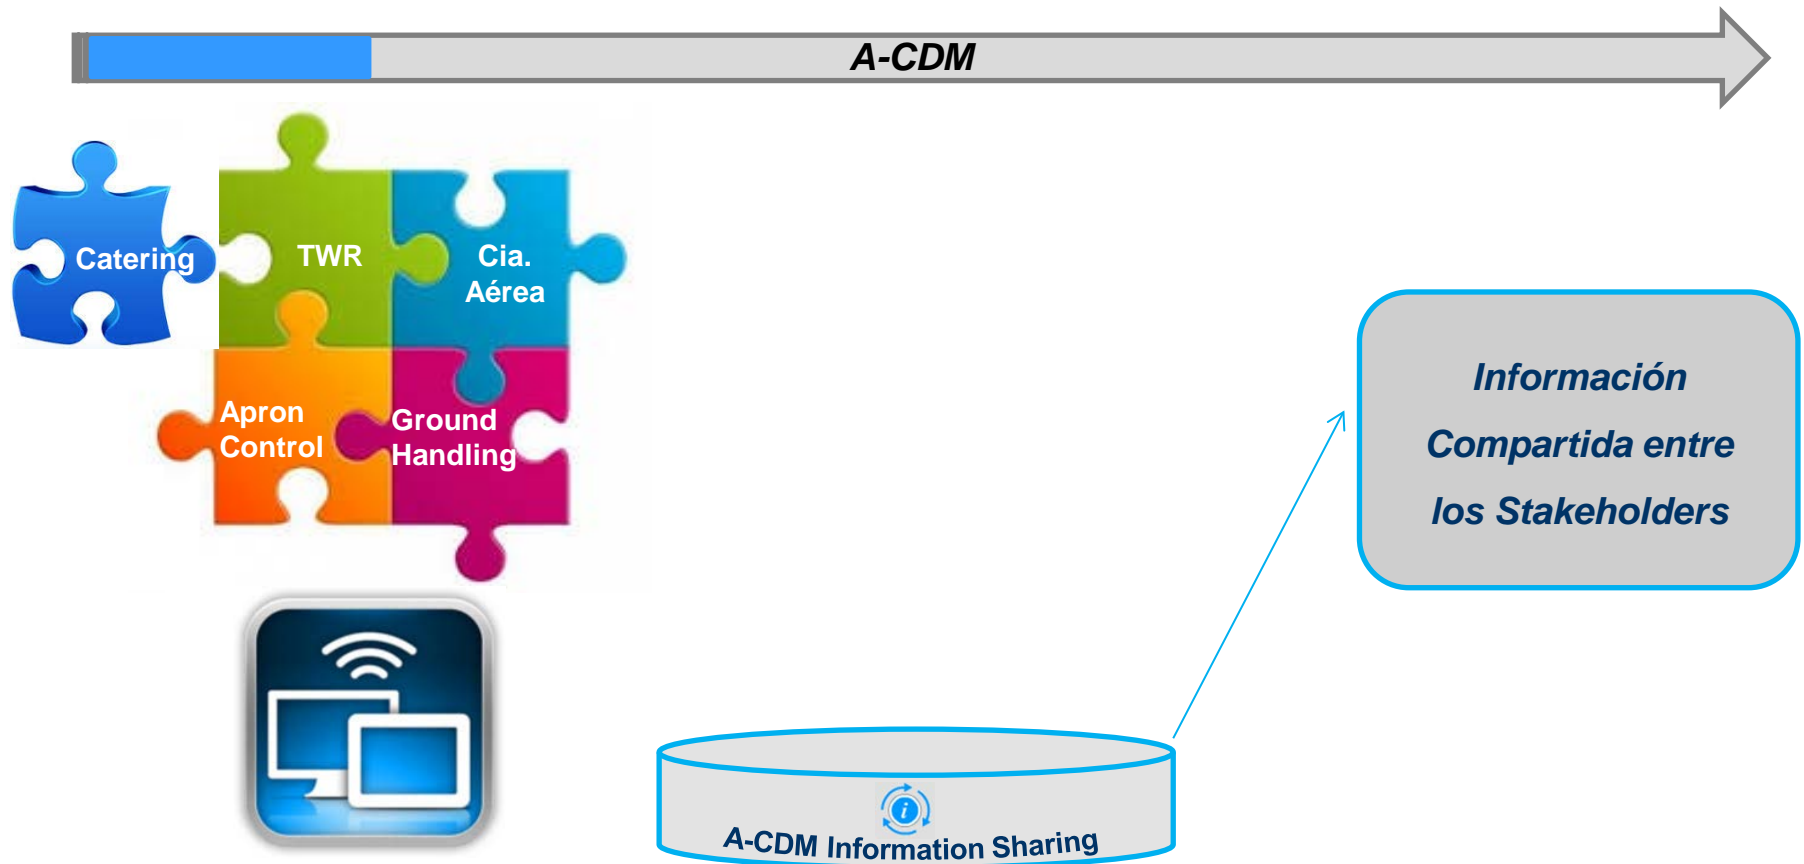 A-CDM
Catering
TWR
Cia.
Aérea
Apron
Control
Ground
Handling
Información
Compartida entre
los Stakeholders
i
A-CDM Information Sharing